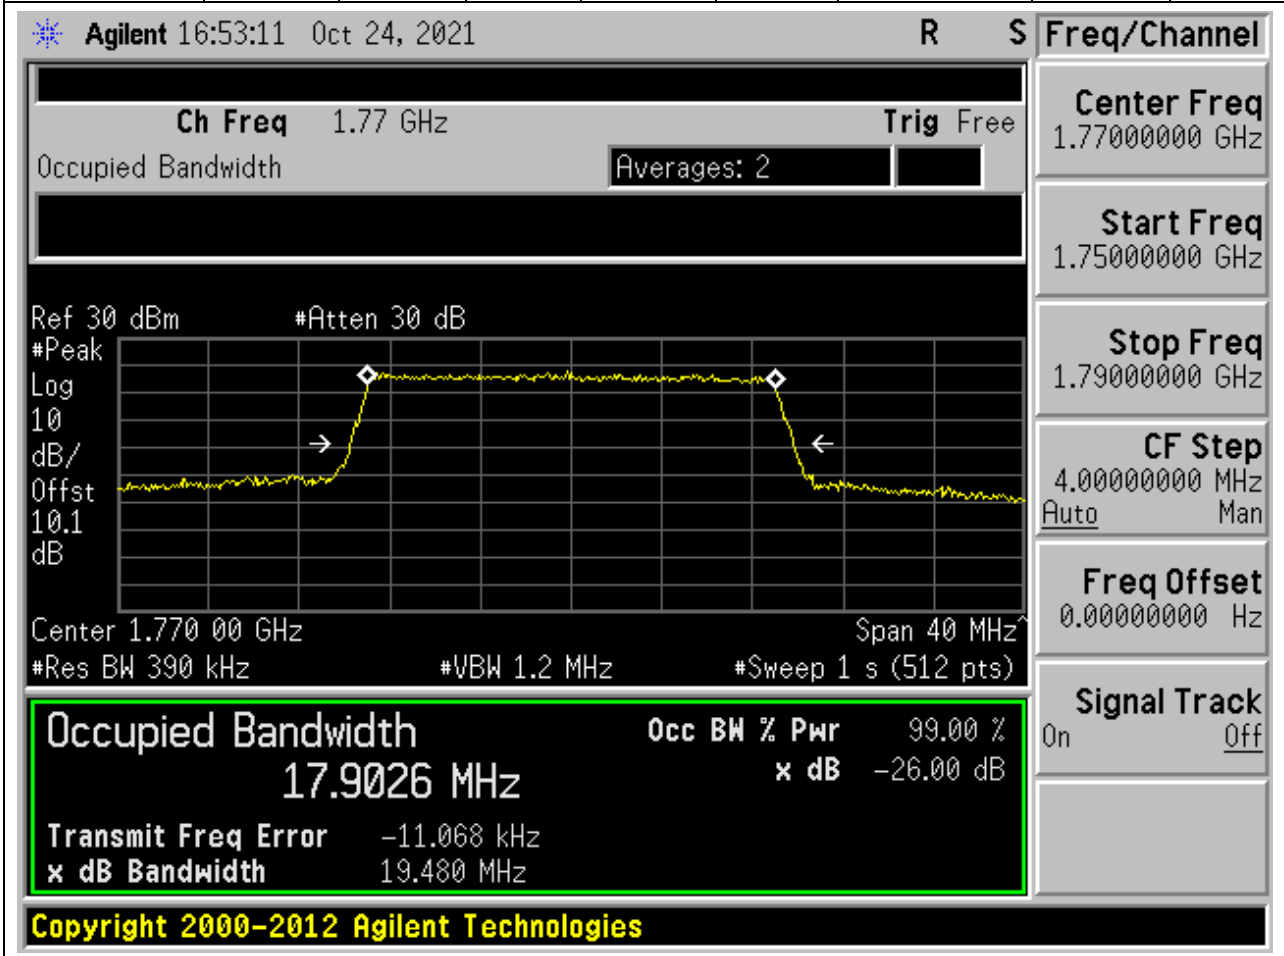 Agilent 16:53:11 Oct 24, 2021 R S
Freq/Channel
Ch Freq 1.77 GHz Trig Free
Occupied Bandwidth Averages: 2
Ref 30 dBm #Atten 30 dB
#Peak
Log
10
dB/
Offst
10.1
dB
Center 1.770 00 GHz Span 40 MHz^
#Res BW 390 kHz #VBW 1.2 MHz #Sweep 1 s (512 pts)
Occupied Bandwidth Occ BW % Pwr 99.00 %
17.9026 MHz x dB -26.00 dB
Transmit Freq Error -11.068 kHz
x dB Bandwidth 19.480 MHz
Center Freq
1.77000000 GHz
Start Freq
1.75000000 GHz
Stop Freq
1.79000000 GHz
CF Step
4.00000000 MHz
Auto Man
Freq Offset
0.00000000 Hz
Signal Track
On Off
Copyright 2000-2012 Agilent Technologies